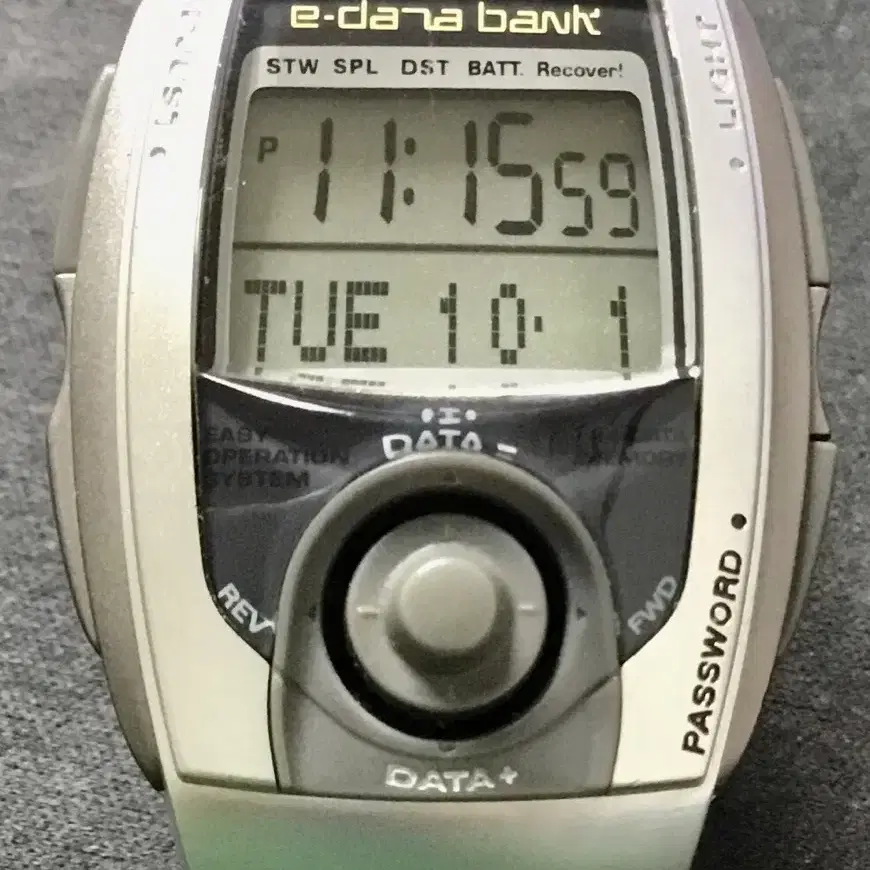 e-data bank
STW SPL DST BATT. Recover!
LIGHT
P 11:15 59
TUE 10· 1
DATA –
EASY
OPERATION
SYSTEM
MEMORY
REV
FWD
PASSWORD
DATA+